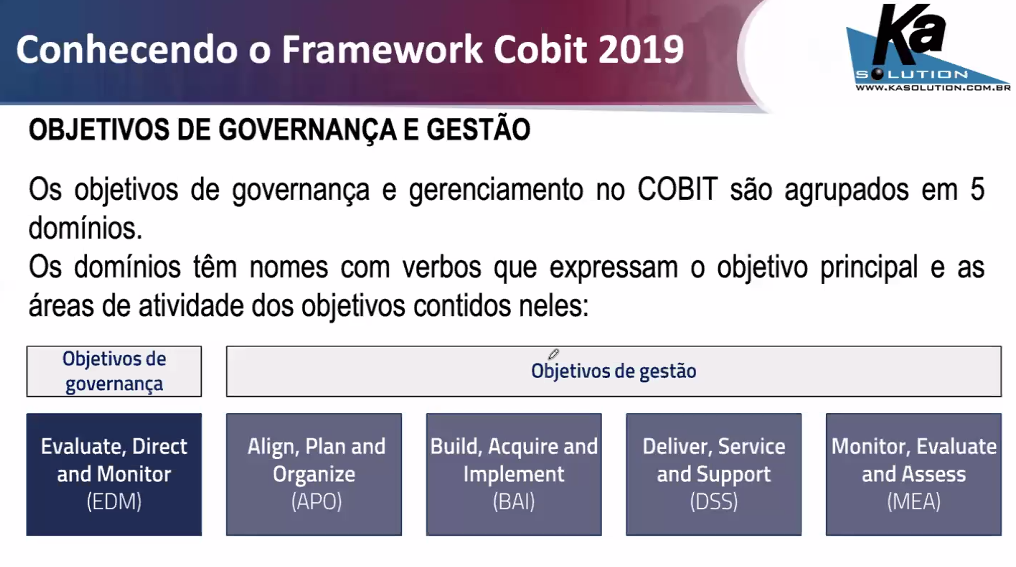 Conhecendo o Framework Cobit 2019
Ka
SOLUTION
WWW.KASOLUTION.COM.BR
OBJETIVOS DE GOVERNANÇA E GESTÃO
Os objetivos de governança e gerenciamento no COBIT são agrupados em 5
domínios.
Os domínios têm nomes com verbos que expressam o objetivo principal e as
áreas de atividade dos objetivos contidos neles:
Objetivos de
governança
Objetivos de gestão
Evaluate, Direct
and Monitor
(EDM)
Align, Plan and
Organize
(APO)
Build, Acquire and
Implement
(BAI)
Deliver, Service
and Support
(DSS)
Monitor, Evaluate
and Assess
(MEA)